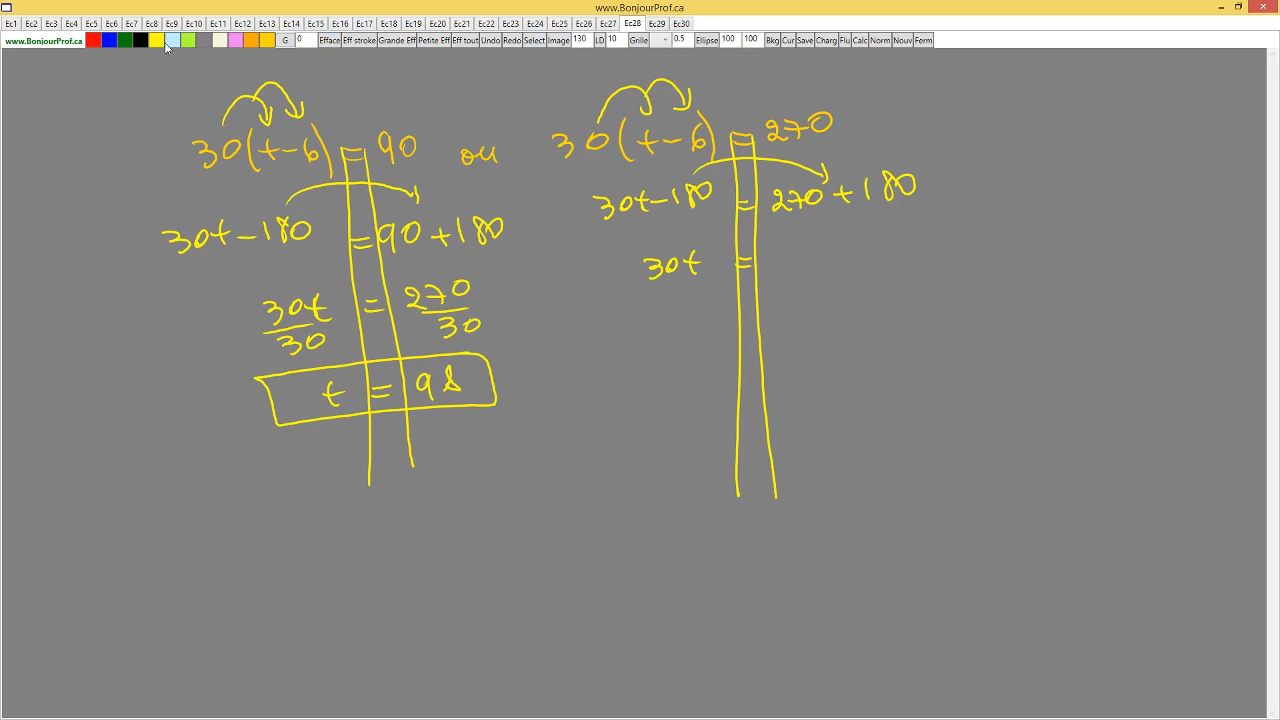 www.BonjourProf.ca
Ec1 Ec2 Ec3 Ec4 Ec5 Ec6 Ec7 Ec8 Ec9 Ec10 Ec11 Ec12 Ec13 Ec14 Ec15 Ec16 Ec17 Ec18 Ec19 Ec20 Ec21 Ec22 Ec23 Ec24 Ec25 Ec26 Ec27 Ec28 Ec29 Ec30
www.BonjourProf.ca G 0 Efface Eff stroke Grande Eff Petite Eff Eff tout Undo Redo Select Image 130 LD 10 Grille 0.5 Ellipse 100 100 Bkg Cur Save Charg Flu Calc Norm Nouv Ferm
30(t-6) = 90 ou 30(t-6) = 270
30t-180 = 90+180
30t-180 = 270+180
30t/30 = 270/30
30t =
t = 9s